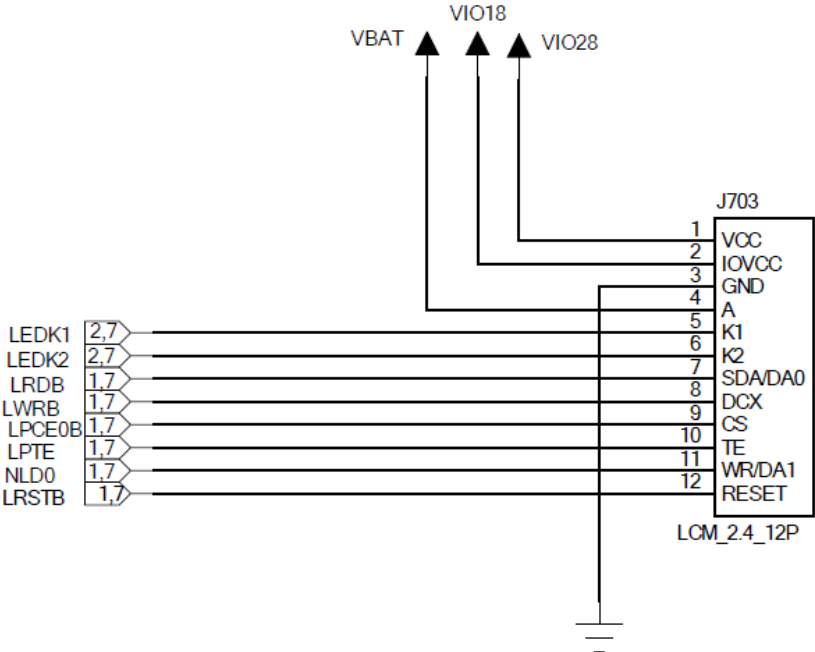 VIO18
VBAT
VIO28
J703
1 VCC
2 IOVCC
3 GND
4 A
LEDK1 2,7 5 K1
LEDK2 2,7 6 K2
LRDB 1,7 7 SDA/DA0
LWRB 1,7 8 DCX
LPCE0B 1,7 9 CS
LPTE 1,7 10 TE
NLD0 1,7 11 WR/DA1
LRSTB 1,7 12 RESET
LCM_2.4_12P